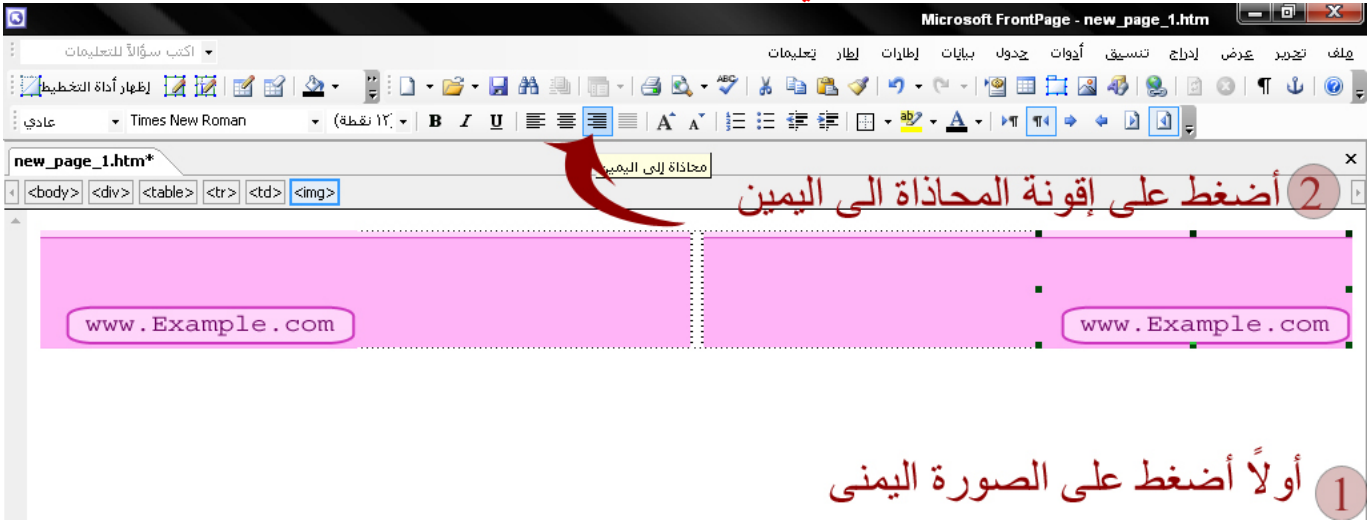 Microsoft FrontPage - new_page_1.htm
ملف تحرير عرض إدراج تنسيق أدوات جدول بيانات إطارات إطار تعليمات
اكتب سؤالاً للتعليمات
إظهار أداة التخطيط
عادي Times New Roman (١٢ نقطة) B I U
new_page_1.htm*
محاذاة إلى اليمين
<body> <div> <table> <tr> <td> <img>
2 أضغط على إقونة المحاذاة الى اليمين
www.Example.com www.Example.com
1 أولاً أضغط على الصورة اليمنى